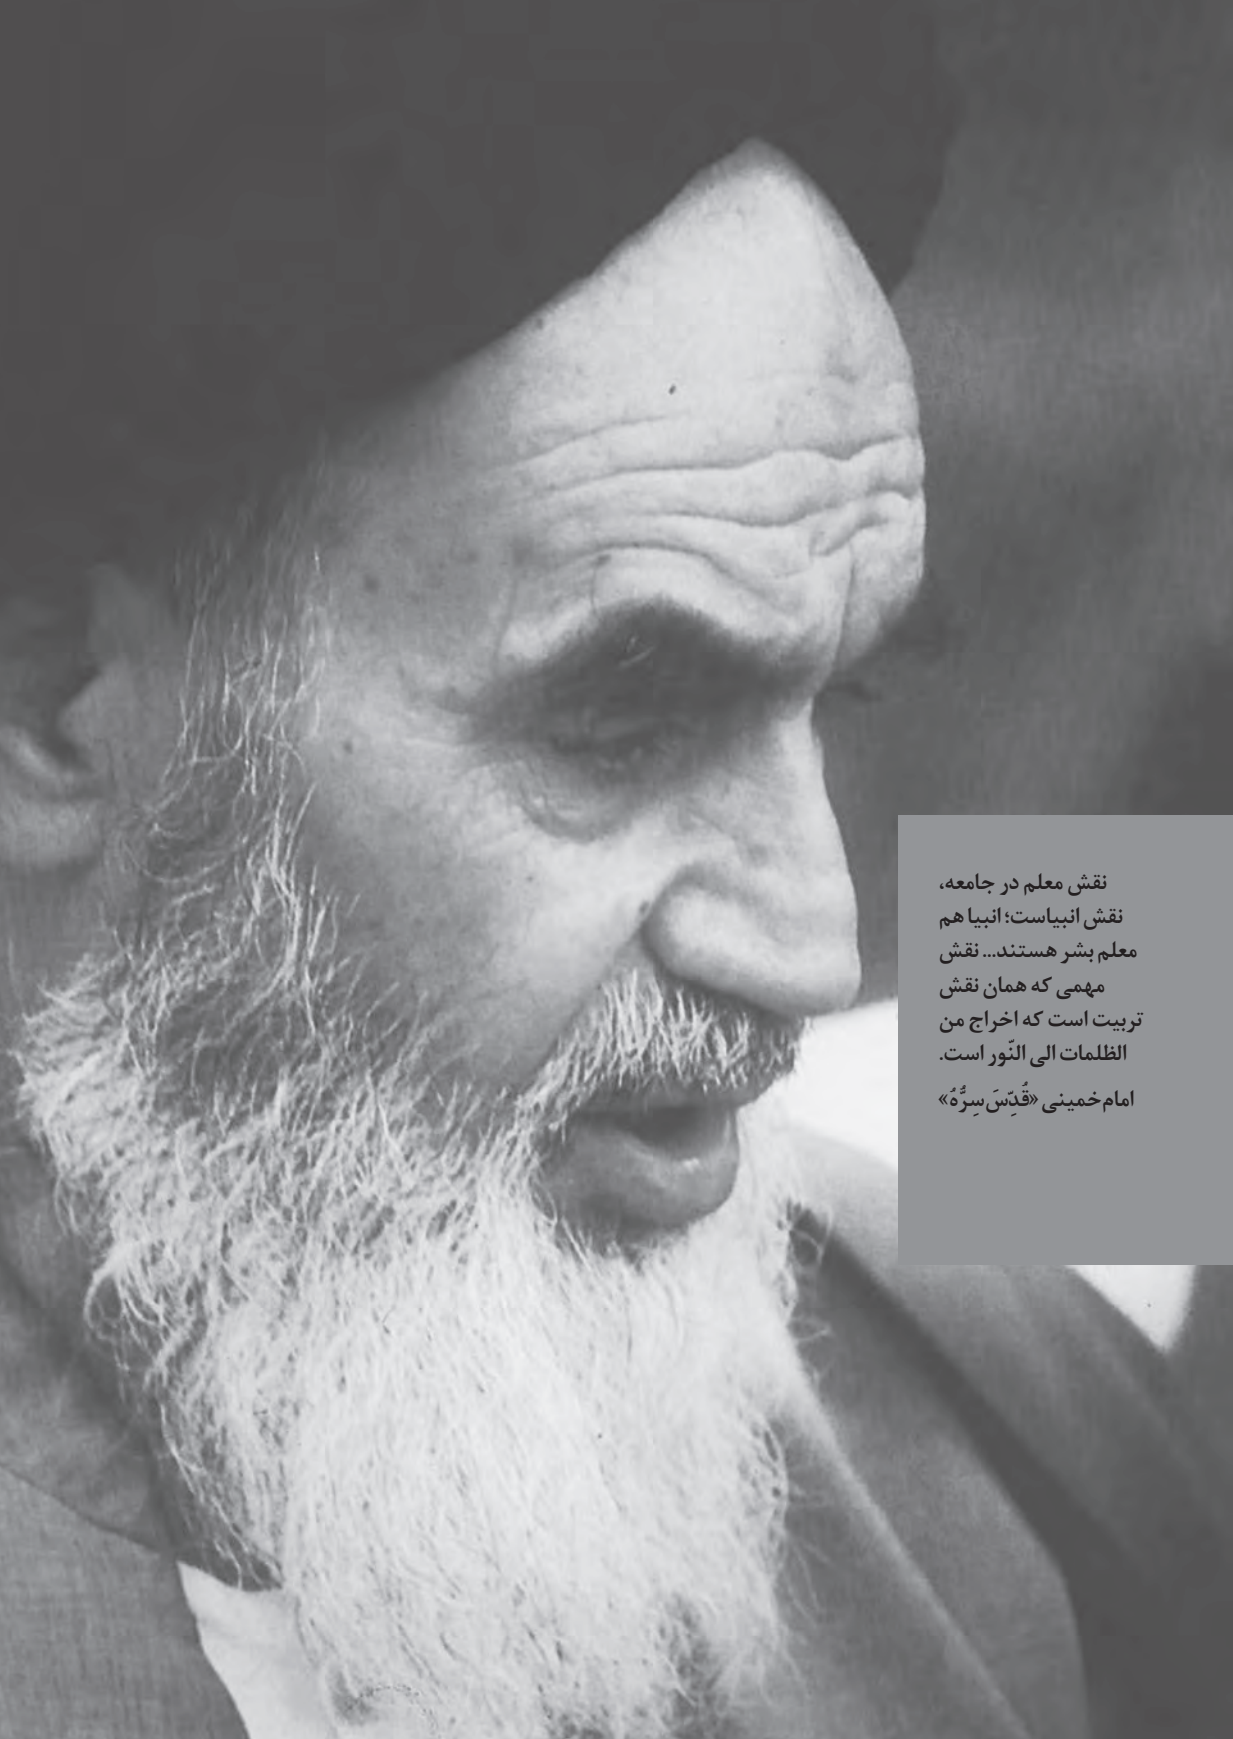 نقش معلم در جامعه،
نقش انبیاست؛ انبیا هم
معلم بشر هستند... نقش
مهمی که همان نقش
تربیت است که اخراج من
الظلمات الی النّور است.
امام‌خمینی «قُدِّسَ سِرُّهُ»